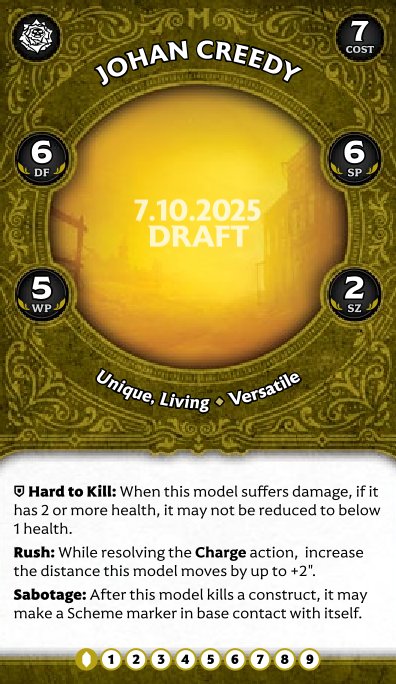 JOHAN CREEDY
7
COST
6
DF
6
SP
7.10.2025
DRAFT
5
WP
2
SZ
Unique, Living ◆ Versatile
Hard to Kill: When this model suffers damage, if it
has 2 or more health, it may not be reduced to below
1 health.
Rush: While resolving the Charge action, increase
the distance this model moves by up to +2".
Sabotage: After this model kills a construct, it may
make a Scheme marker in base contact with itself.
1 2 3 4 5 6 7 8 9